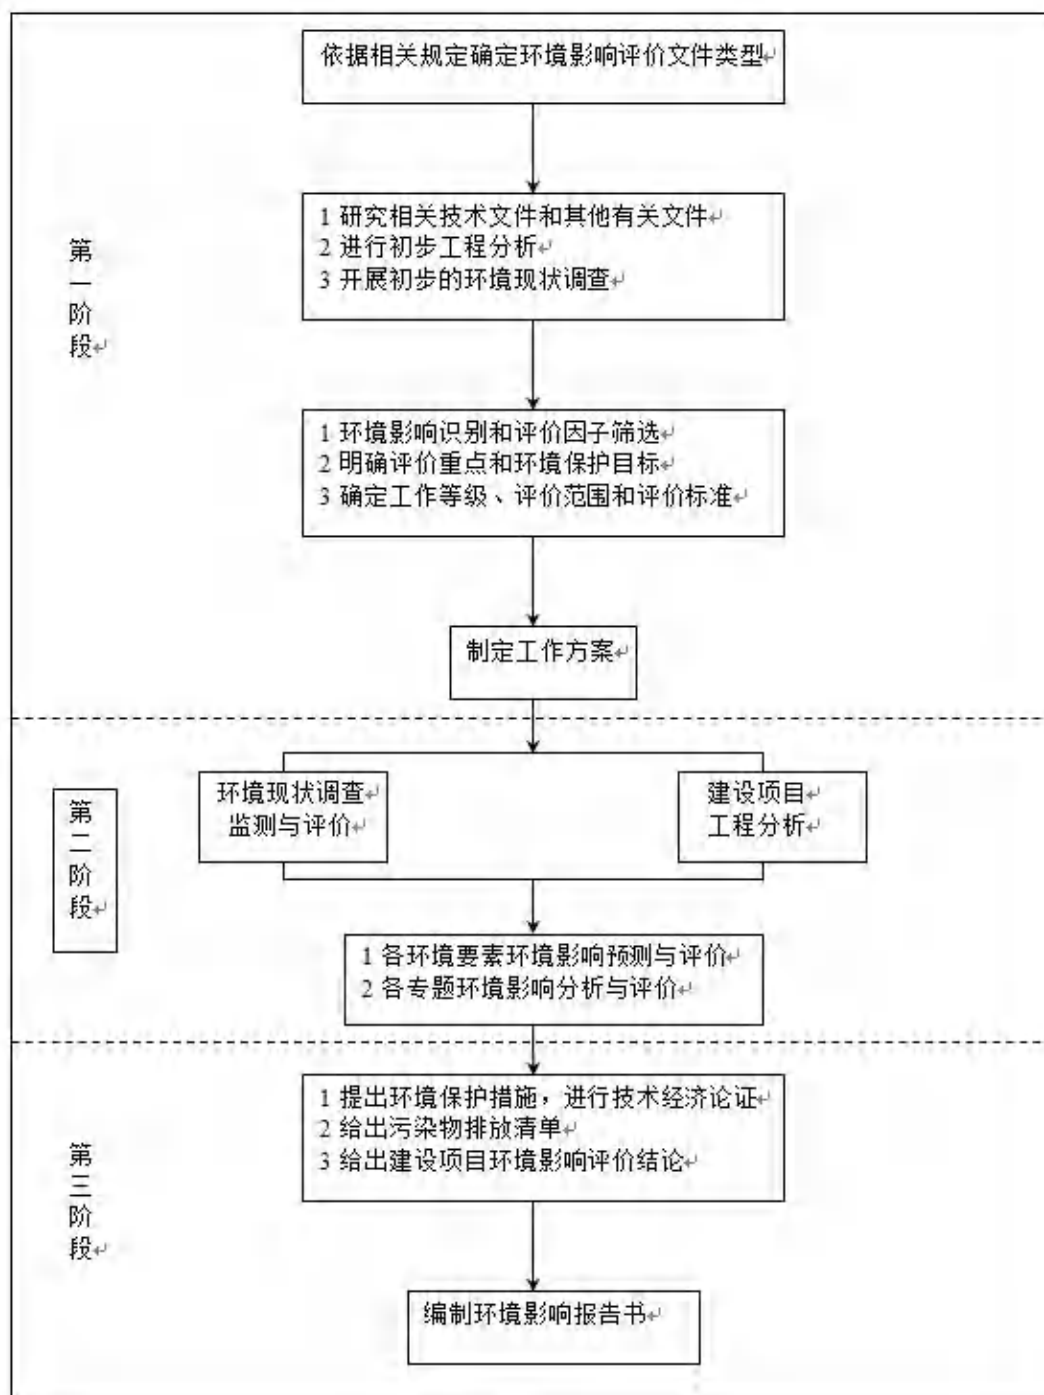 依据相关规定确定环境影响评价文件类型↵
1 研究相关技术文件和其他有关文件↵
2 进行初步工程分析↵
3 开展初步的环境现状调查↵
第
一
阶
段↵
1 环境影响识别和评价因子筛选↵
2 明确评价重点和环境保护目标↵
3 确定工作等级、评价范围和评价标准↵
制定工作方案↵
第
二
阶
段↵
环境现状调查↵
监测与评价↵
建设项目↵
工程分析↵
1 各环境要素环境影响预测与评价↵
2 各专题环境影响分析与评价↵
第
三
阶
段↵
1 提出环境保护措施，进行技术经济论证↵
2 给出污染物排放清单↵
3 给出建设项目环境影响评价结论↵
编制环境影响报告书↵